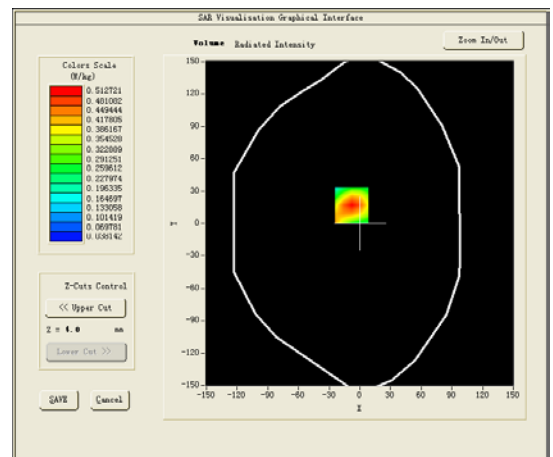 SAR Visualisation Graphical Interface
Volume Radiated Intensity
Zoom In/Out
Colors Scale
(W/kg)
0.512721
0.481082
0.449444
0.417805
0.386167
0.354528
0.322889
0.291251
0.259612
0.227974
0.196335
0.164697
0.133058
0.101419
0.069781
0.038142
150
120
90
60
30
0
-30
-60
-90
-120
-150
Y
-150 -120 -90 -60 -30 0 30 60 90 120 150
X
Z-Cuts Control
<< Upper Cut
Z = 4.0 mm
Lower Cut >>
SAVE Cancel